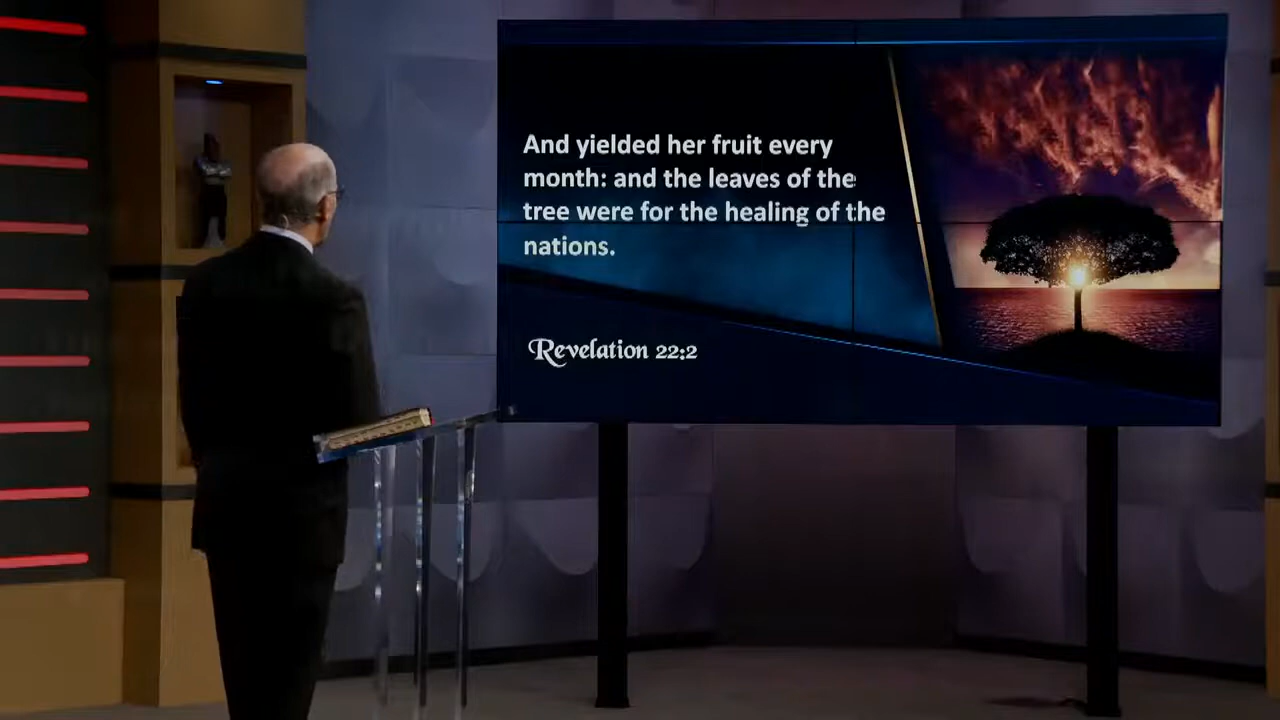 And yielded her fruit every
month: and the leaves of the
tree were for the healing of the
nations.
Revelation 22:2